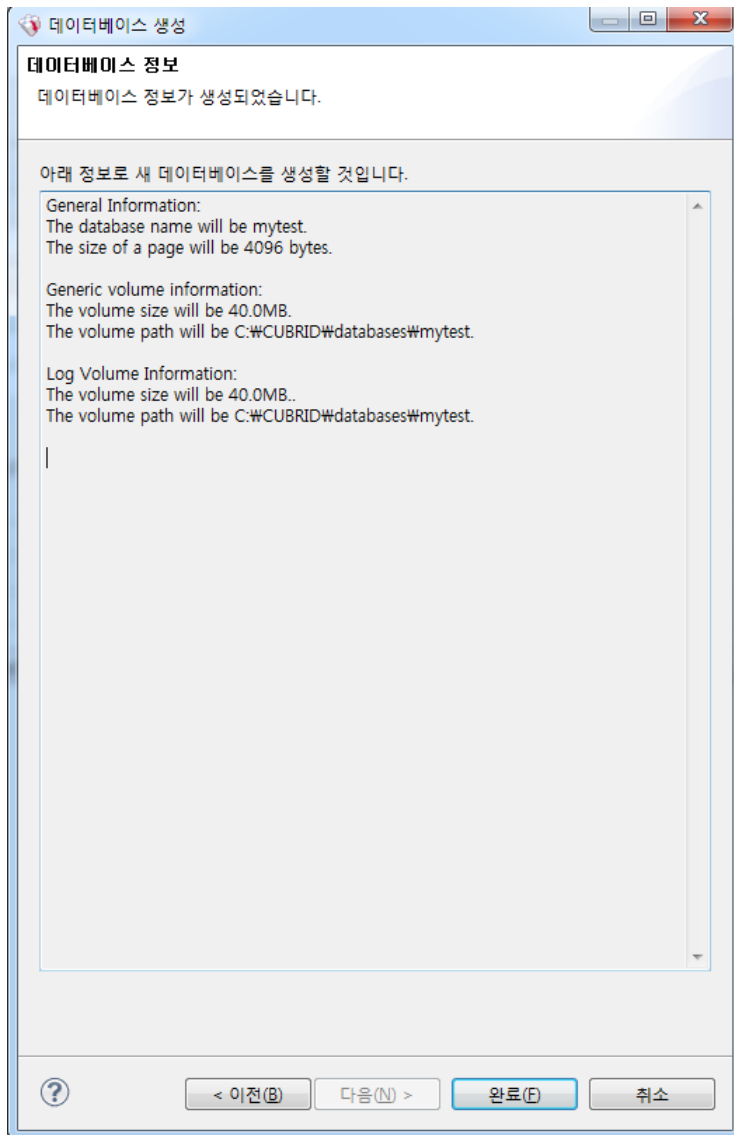 데이터베이스 생성
데이터베이스 정보
데이터베이스 정보가 생성되었습니다.
아래 정보로 새 데이터베이스를 생성할 것입니다.
General Information:
The database name will be mytest.
The size of a page will be 4096 bytes.
Generic volume information:
The volume size will be 40.0MB.
The volume path will be C:₩CUBRID₩databases₩mytest.
Log Volume Information:
The volume size will be 40.0MB..
The volume path will be C:₩CUBRID₩databases₩mytest.
? < 이전(B) 다음(N) > 완료(F) 취소